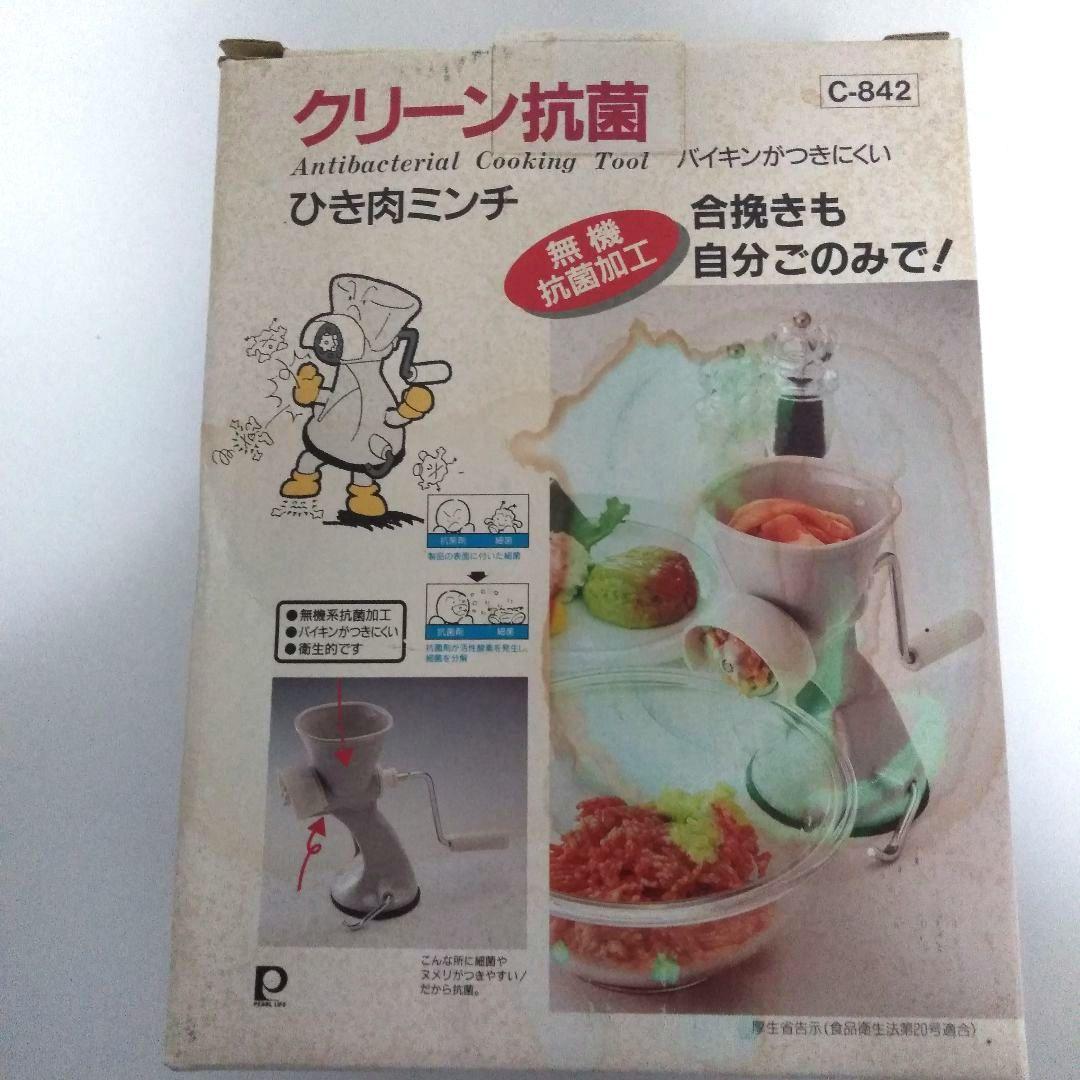 クリーン抗菌
C-842
Antibacterial Cooking Tool
バイキンがつきにくい
ひき肉ミンチ
無機
抗菌加工
合挽きも
自分ごのみで!
抗菌剤 細菌
製品の表面に付いた細菌
抗菌剤 細菌
抗菌剤が活性酸素を発生し、
細菌を分解
●無機系抗菌加工
●バイキンがつきにくい
●衛生的です
こんな所に細菌や
ヌメリがつきやすい/
だから抗菌。
PEARL LIFE
厚生省告示(食品衛生法第20号適合)